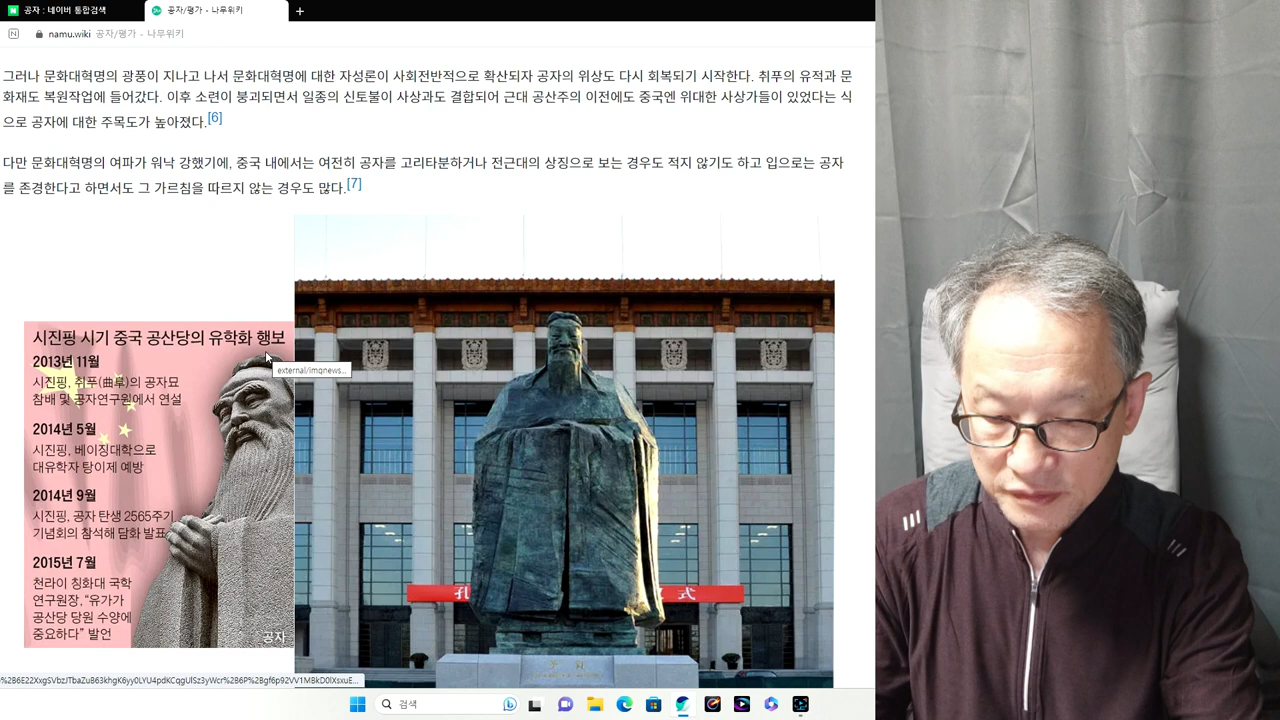 공자 : 네이버 통합검색
공자/평가 - 나무위키
namu.wiki 공자/평가 - 나무위키
그러나 문화대혁명의 광풍이 지나고 나서 문화대혁명에 대한 자성론이 사회전반적으로 확산되자 공자의 위상도 다시 회복되기 시작한다. 취푸의 유적과 문
화재도 복원작업에 들어갔다. 이후 소련이 붕괴되면서 일종의 신토불이 사상과도 결합되어 근대 공산주의 이전에도 중국엔 위대한 사상가들이 있었다는 식
으로 공자에 대한 주목도가 높아졌다.[6]
다만 문화대혁명의 여파가 워낙 강했기에, 중국 내에서는 여전히 공자를 고리타분하거나 전근대의 상징으로 보는 경우도 적지 않기도 하고 입으로는 공자
를 존경한다고 하면서도 그 가르침을 따르지 않는 경우도 많다.[7]
시진핑 시기 중국 공산당의 유학화 행보
2013년 11월
시진핑, 취푸(曲阜)의 공자묘
참배 및 공자연구원에서 연설
2014년 5월
시진핑, 베이징대학으로
대유학자 탕이제 예방
2014년 9월
시진핑, 공자 탄생 2565주기
기념회의 참석해 담화 발표
2015년 7월
천라이 칭화대 국학
연구원장, "유가가
공산당 당원 수양에
중요하다" 발언
공자
external/imgnews...
孔
式
검색